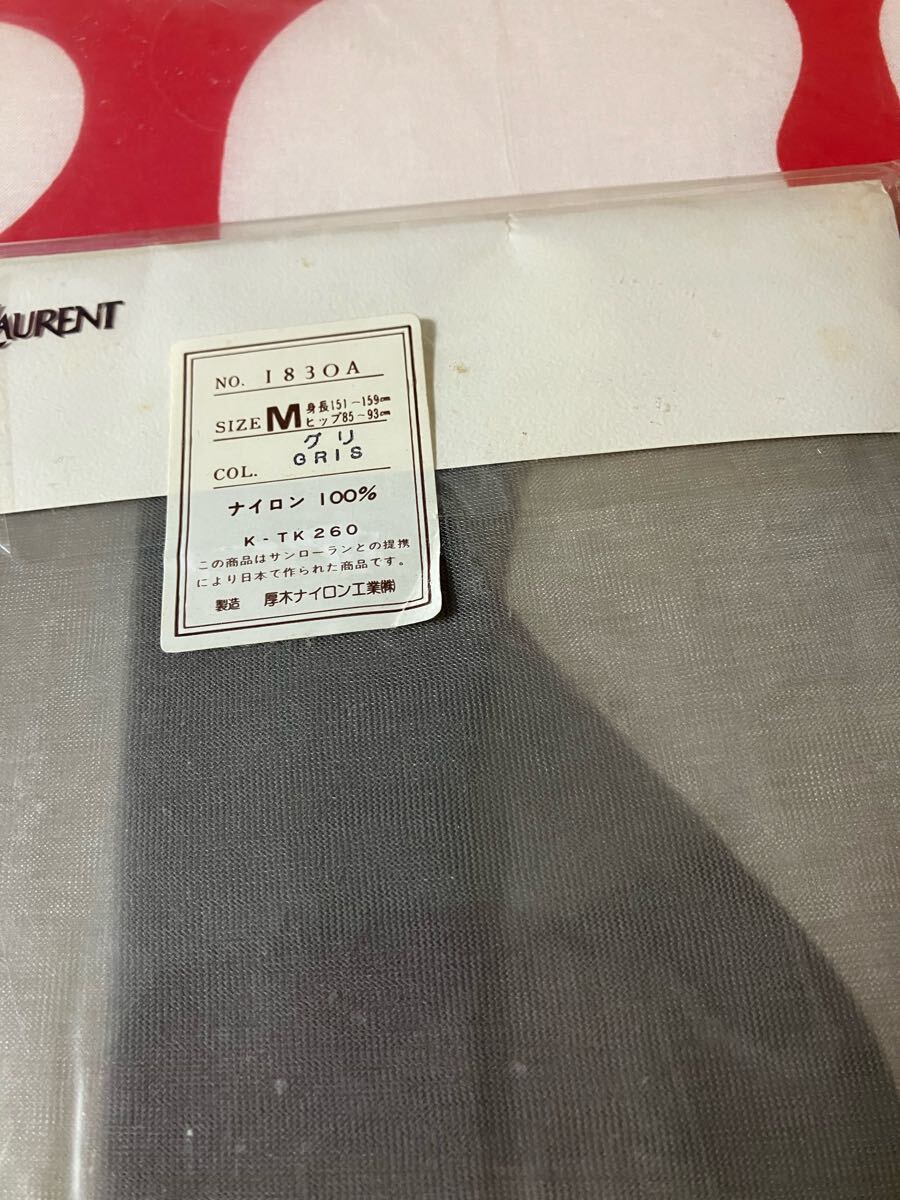 LAURENT
NO. 1830A
SIZE M 身長151～159cm
ヒップ85～93cm
グリ
COL. GRIS
ナイロン 100%
K-TK260
この商品はサンローランとの提携
により日本で作られた商品です。
製造 厚木ナイロン工業㈱